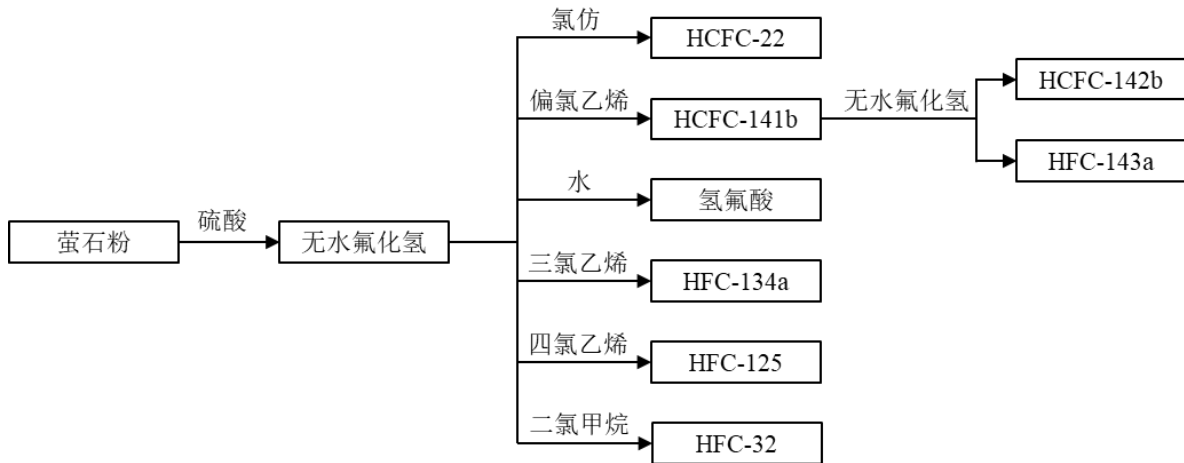 氯仿
HCFC-22
偏氯乙烯
HCFC-141b
无水氟化氢
HCFC-142b
HFC-143a
水
氢氟酸
萤石粉
硫酸
无水氟化氢
三氯乙烯
HFC-134a
四氯乙烯
HFC-125
二氯甲烷
HFC-32